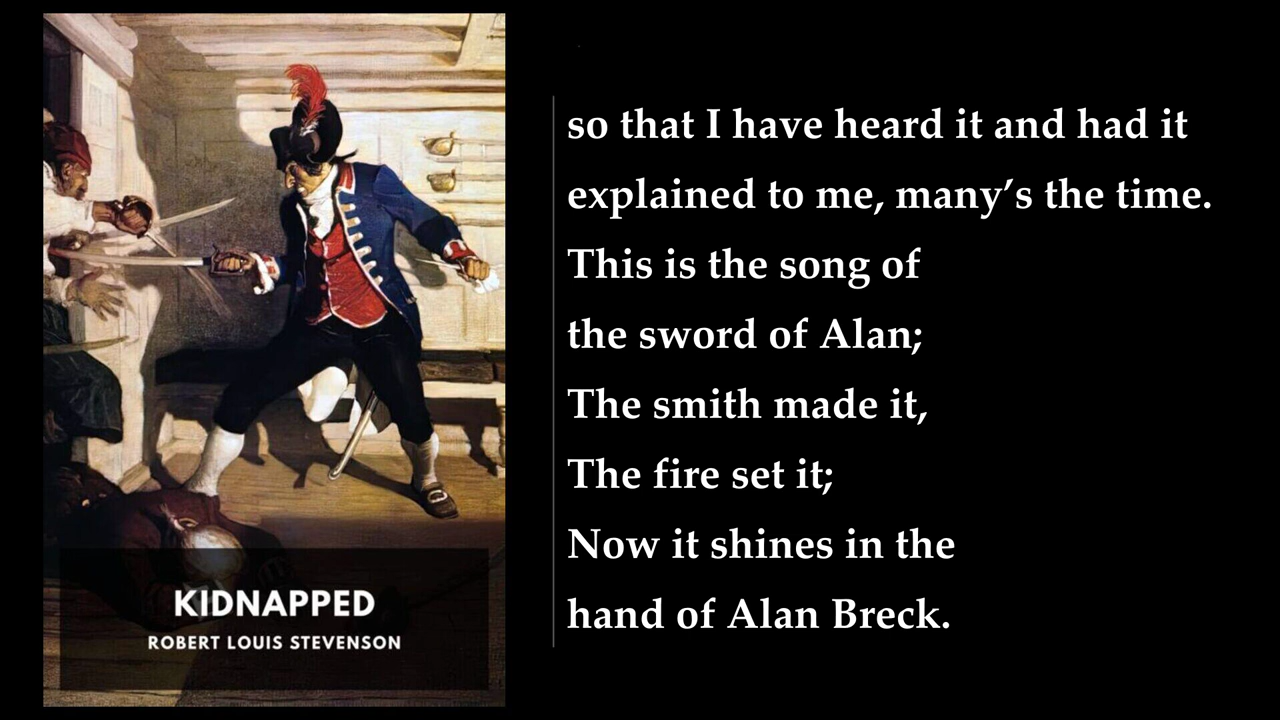 so that I have heard it and had it
explained to me, many’s the time.
This is the song of
the sword of Alan;
The smith made it,
The fire set it;
Now it shines in the
hand of Alan Breck.
KIDNAPPED
ROBERT LOUIS STEVENSON